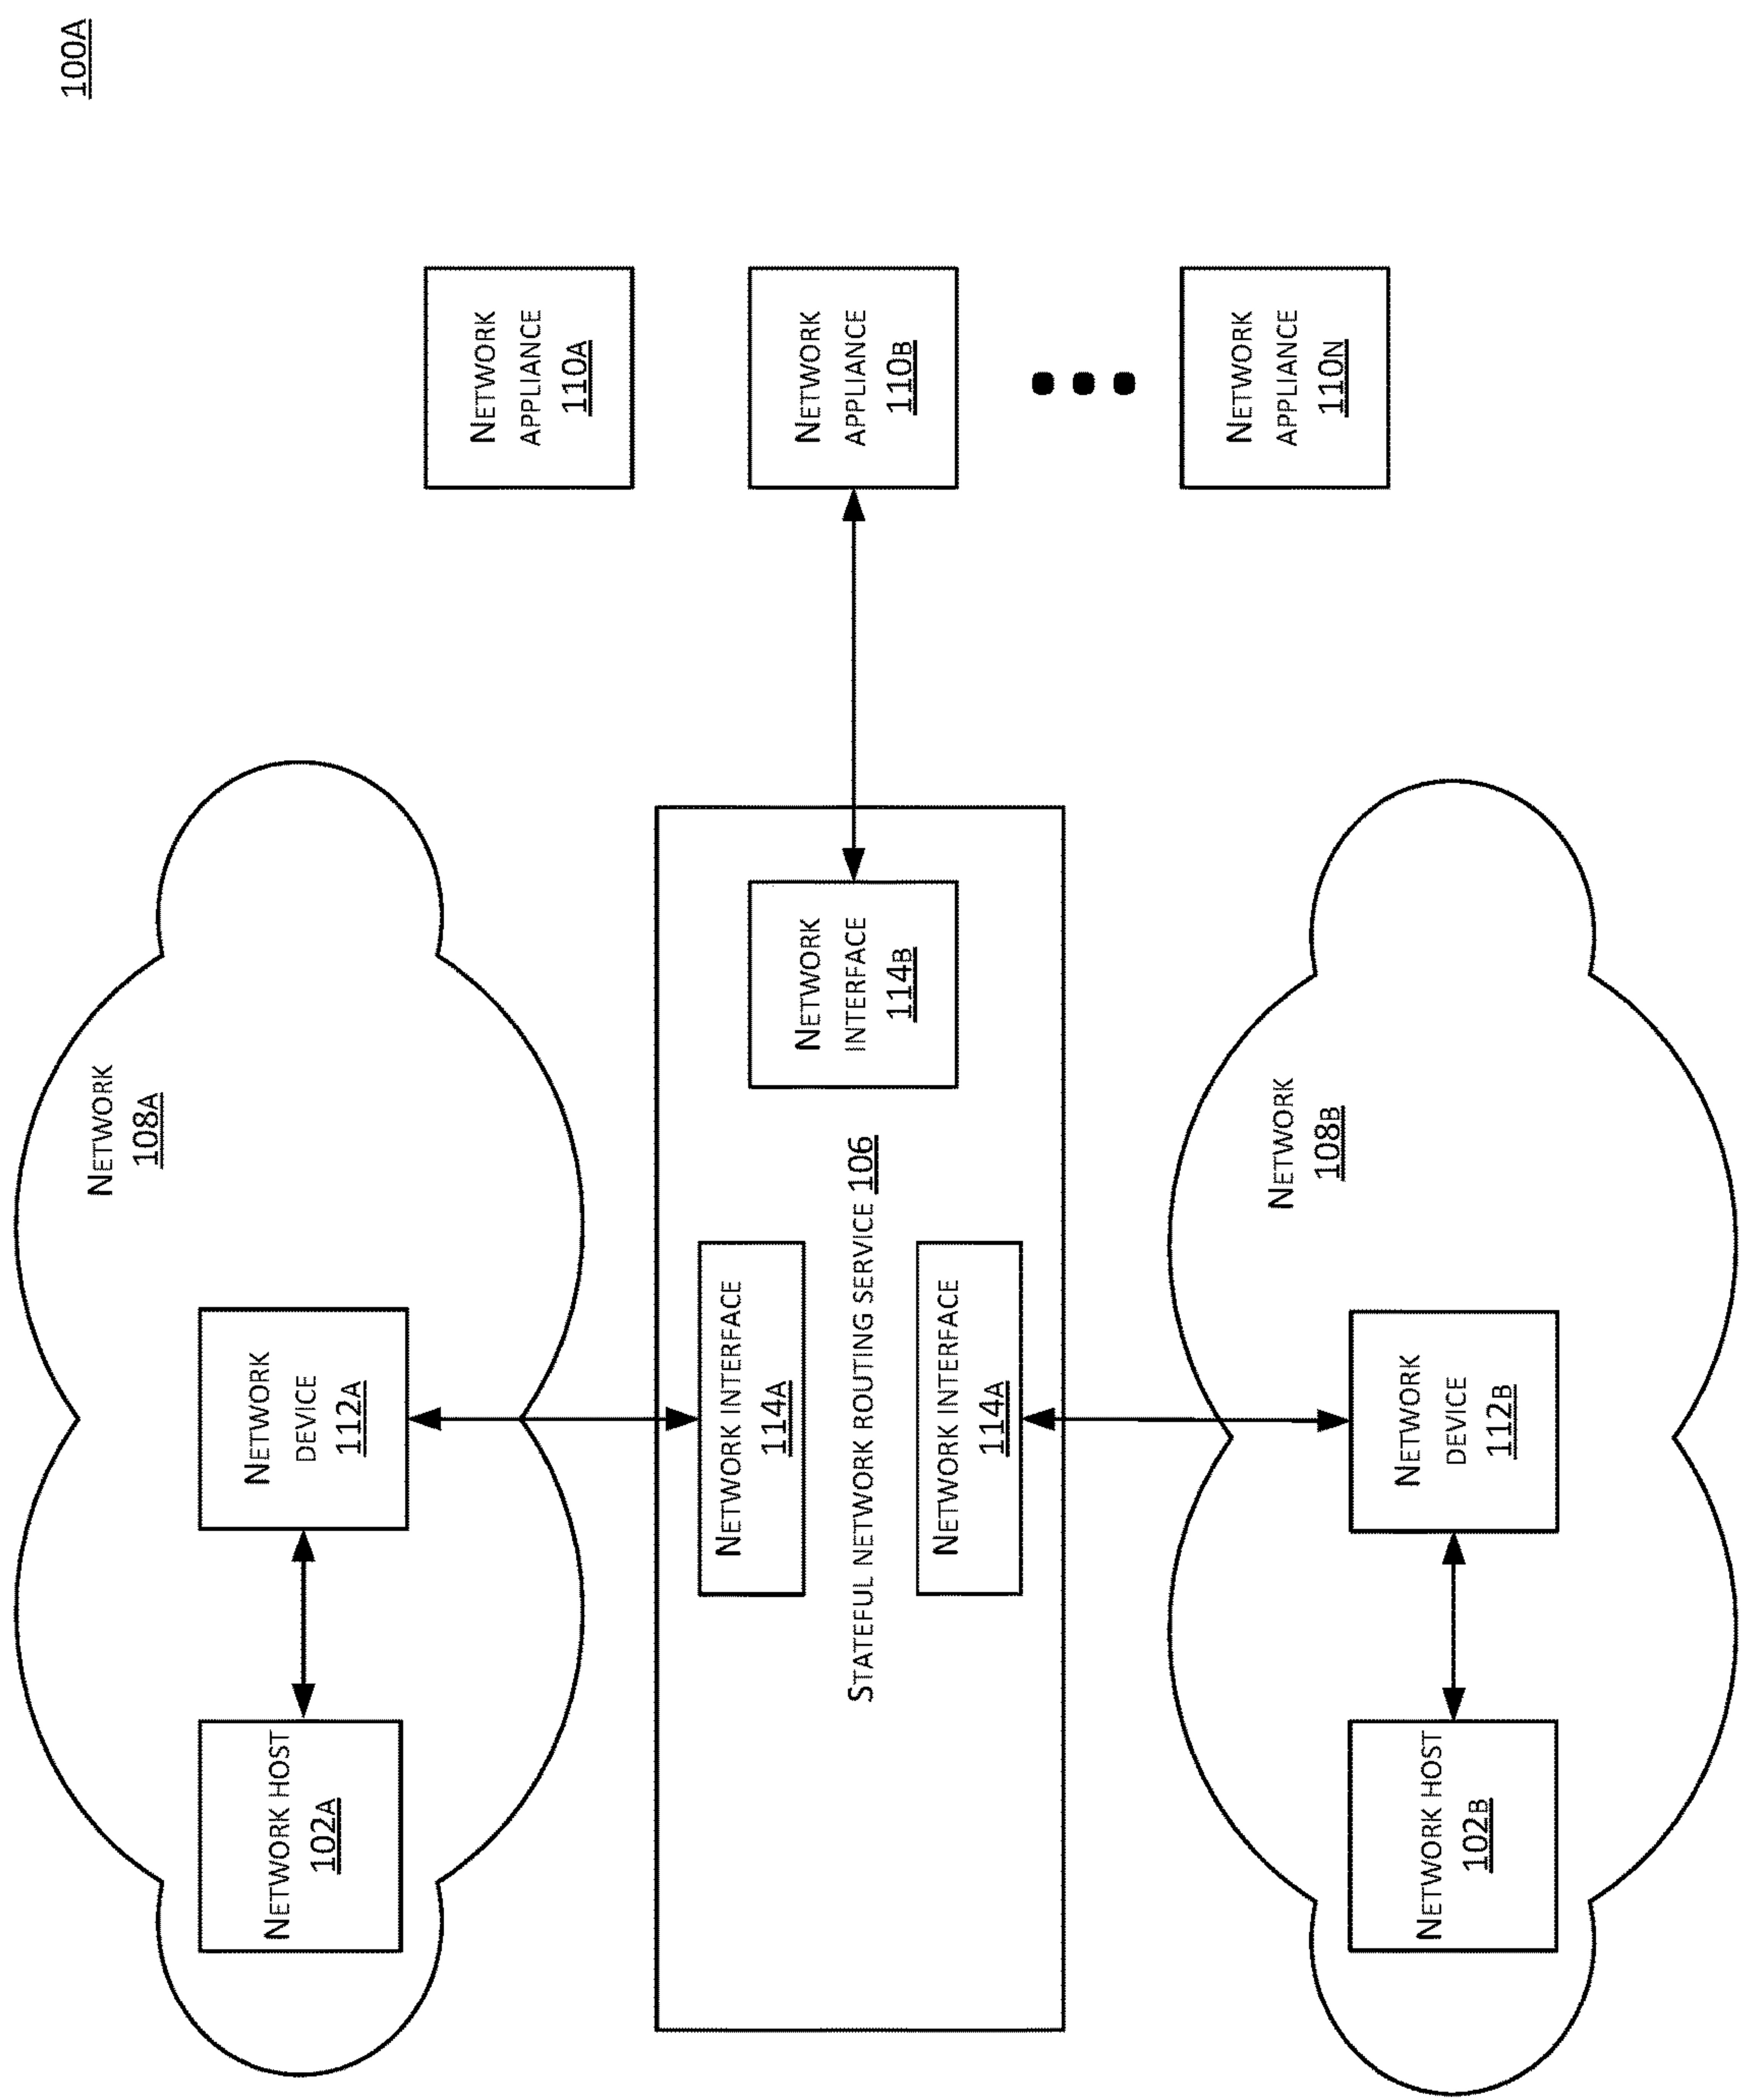 100A
NETWORK
108A
NETWORK HOST
102A
NETWORK
DEVICE
112A
NETWORK INTERFACE
114A
STATEFUL NETWORK ROUTING SERVICE 106
NETWORK INTERFACE
114A
NETWORK
INTERFACE
114B
NETWORK
APPLIANCE
110A
NETWORK
APPLIANCE
110B
NETWORK
APPLIANCE
110N
NETWORK
108B
NETWORK HOST
102B
NETWORK
DEVICE
112B